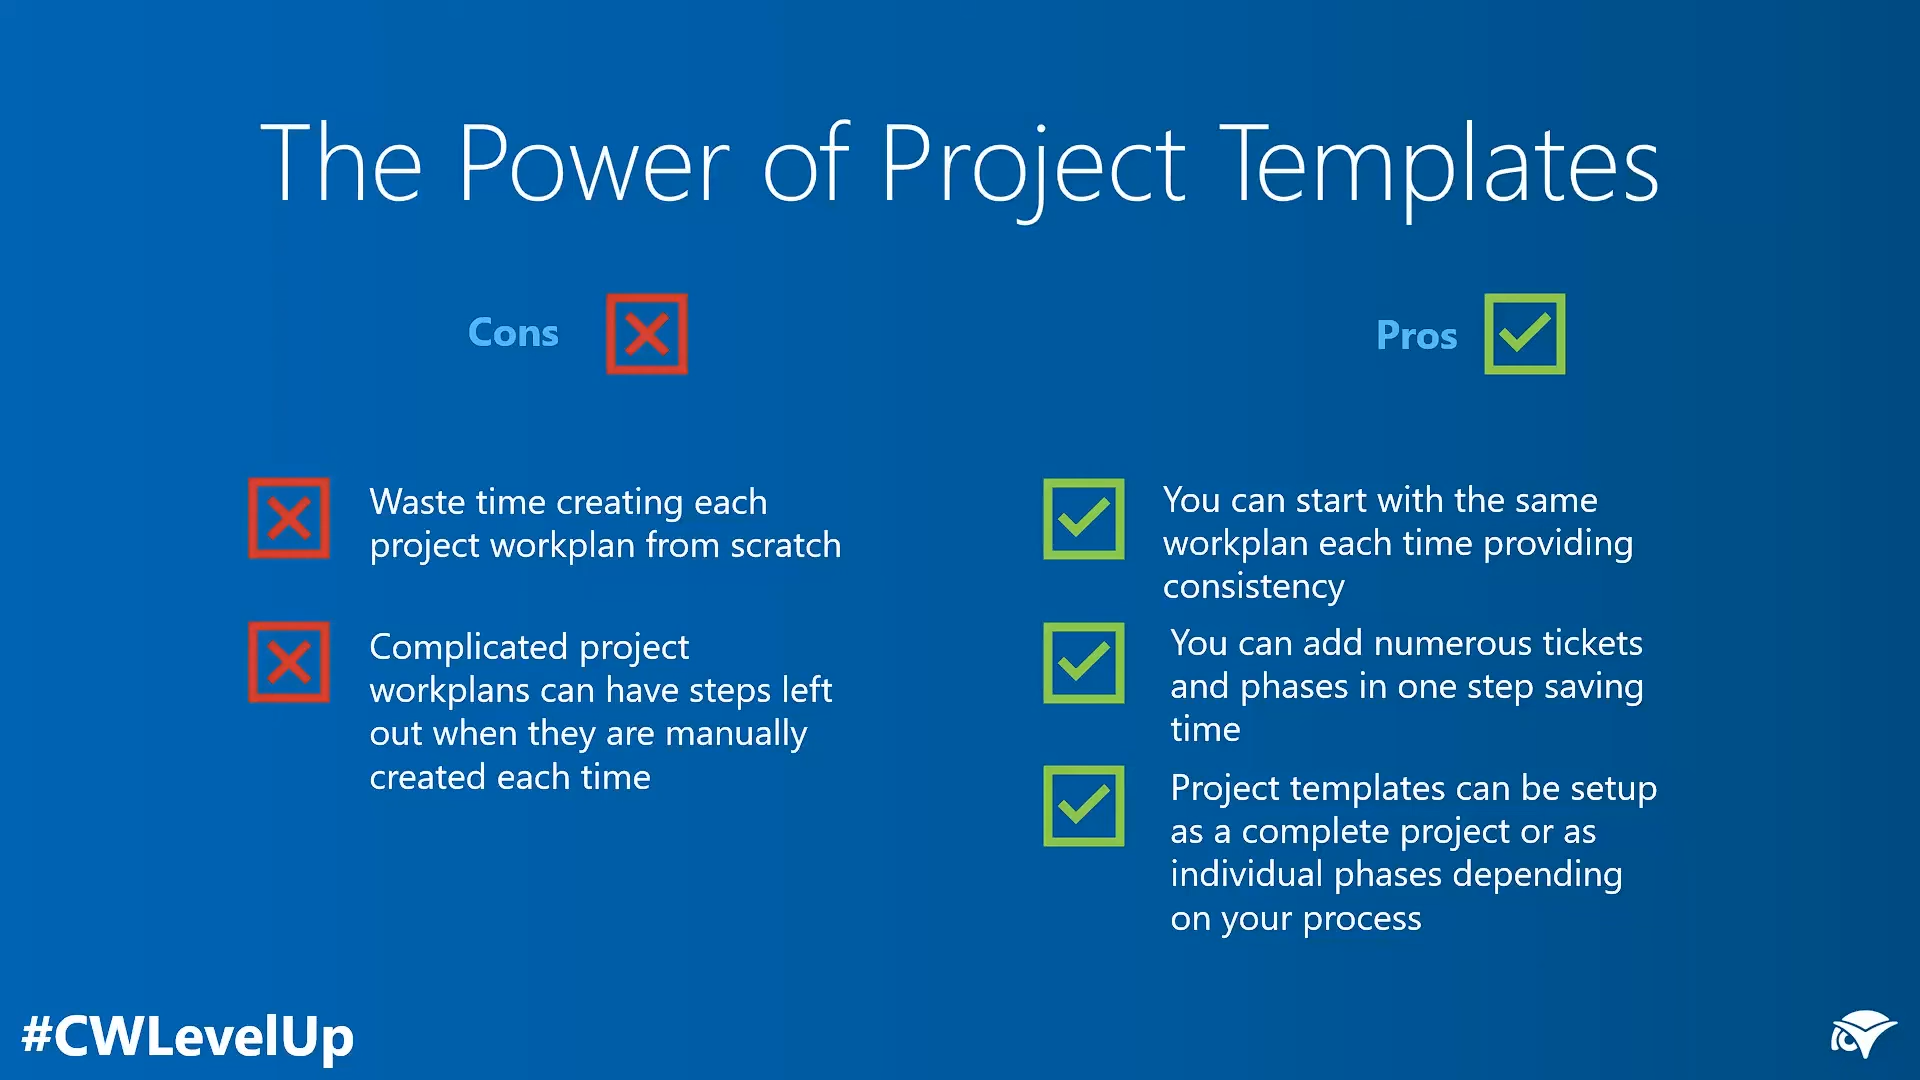 The Power of Project Templates
Cons
Waste time creating each
project workplan from scratch
Complicated project
workplans can have steps left
out when they are manually
created each time
Pros
You can start with the same
workplan each time providing
consistency
You can add numerous tickets
and phases in one step saving
time
Project templates can be setup
as a complete project or as
individual phases depending
on your process
#CWLevelUp